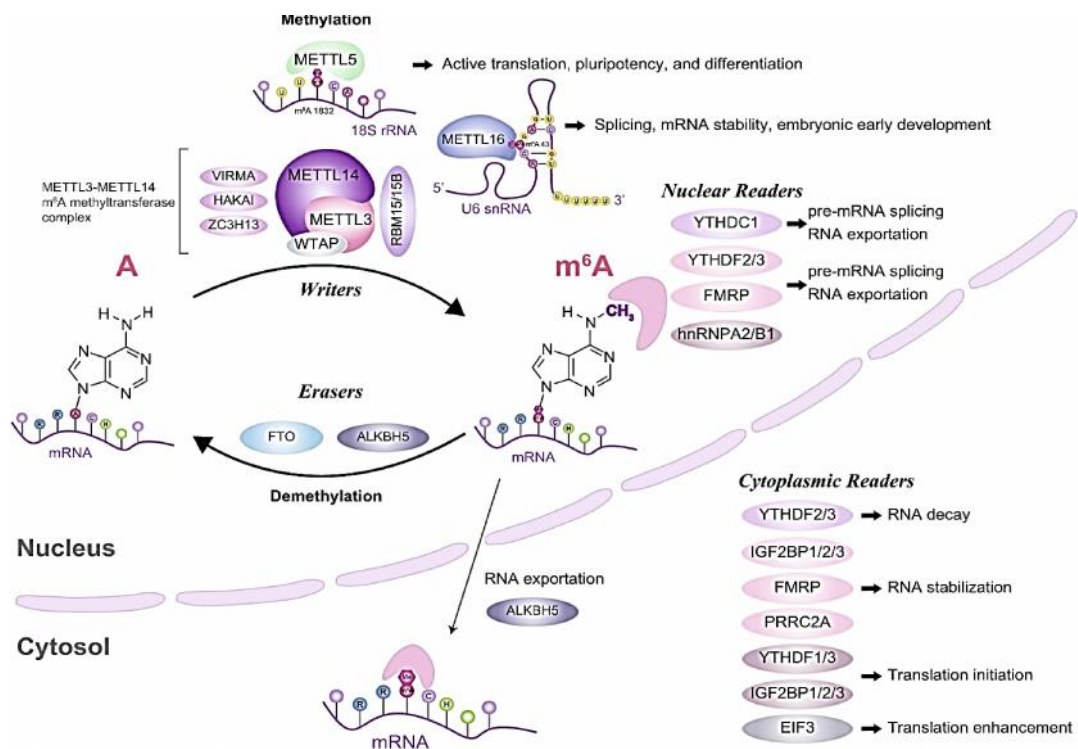 Methylation
METTL5
Active translation, pluripotency, and differentiation
U U C A
m⁶A 1832
18S rRNA
METTL16
m⁶A 43
Splicing, mRNA stability, embryonic early development
5'
U6 snRNA
U U U U U U
3'
METTL3-METTL14
m⁶A methyltransferase
complex
VIRMA
HAKAI
ZC3H13
METTL14
METTL3
WTAP
RBM15/15B
Nuclear Readers
YTHDC1
pre-mRNA splicing
RNA exportation
YTHDF2/3
FMRP
pre-mRNA splicing
RNA exportation
hnRNPA2/B1
A
Writers
m⁶A
H H
N
N N
N N
R R A C H
mRNA
H N CH₃
N N
N N
R R C H
mRNA
Erasers
FTO
ALKBH5
Demethylation
Nucleus
RNA exportation
ALKBH5
Cytosol
R R C H
mRNA
Cytoplasmic Readers
YTHDF2/3
RNA decay
IGF2BP1/2/3
FMRP
RNA stabilization
PRRC2A
YTHDF1/3
Translation initiation
IGF2BP1/2/3
EIF3
Translation enhancement